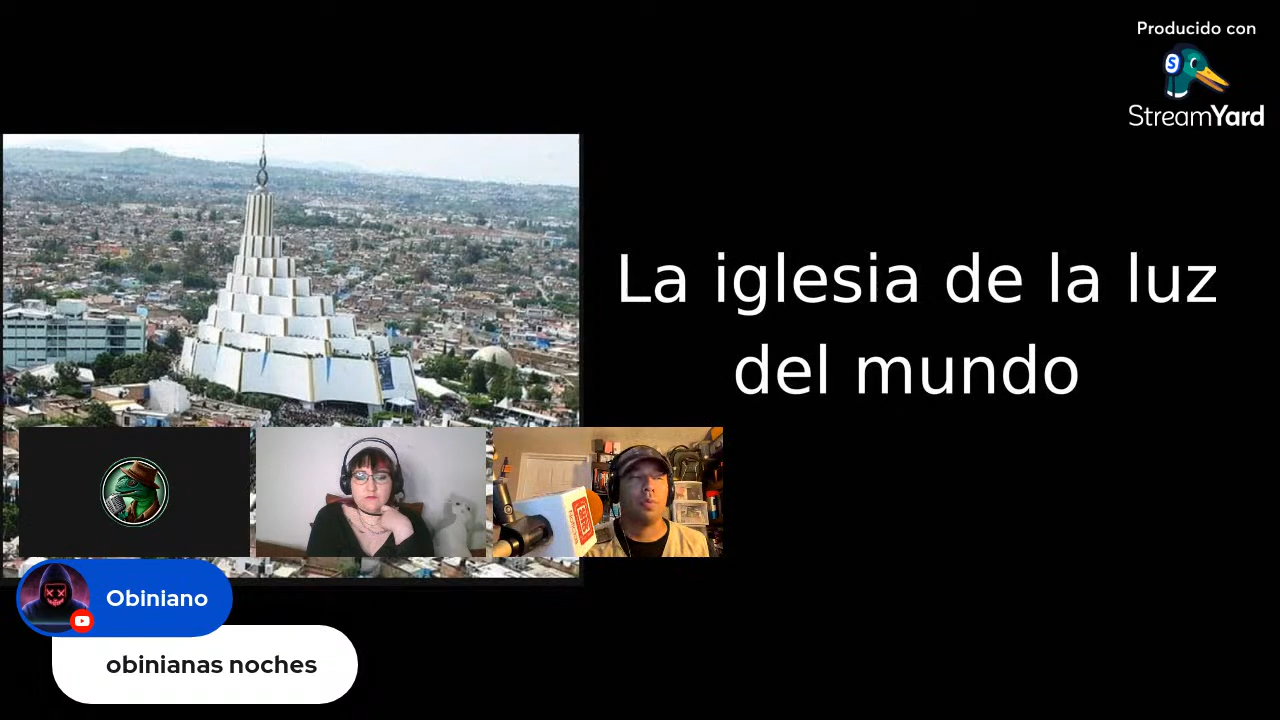 Producido con
StreamYard
La iglesia de la luz
del mundo
Obiniano
obinianas noches